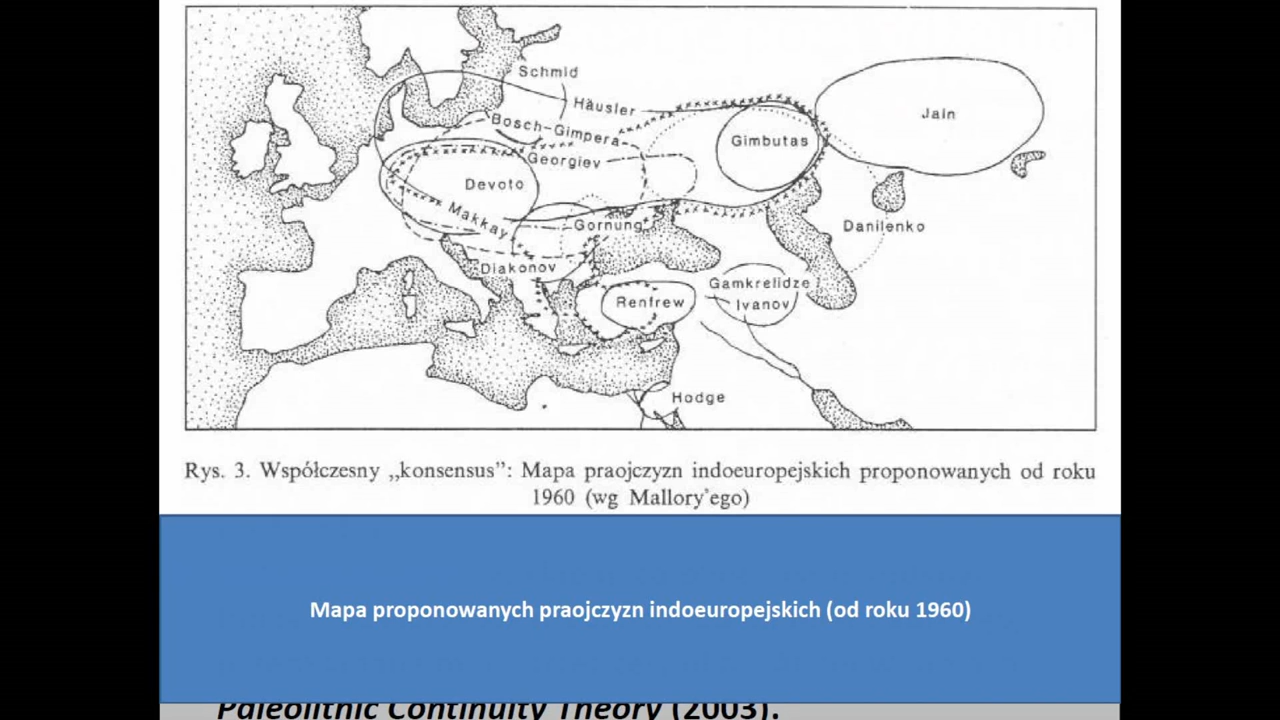 Schmid
Häusler
Jain
Bosch-Gimpera
Gimbutas
Georgiev
Devoto
Makkay
Gornung
Danilenko
Diakonov
Gamkrelidze
Ivanov
Renfrew
Hodge
Rys. 3. Współczesny „konsensus”: Mapa praojczyzn indoeuropejskich proponowanych od roku
1960 (wg Mallory'ego)
Mapa proponowanych praojczyzn indoeuropejskich (od roku 1960)
Paleolithic Continuity Theory (2003).